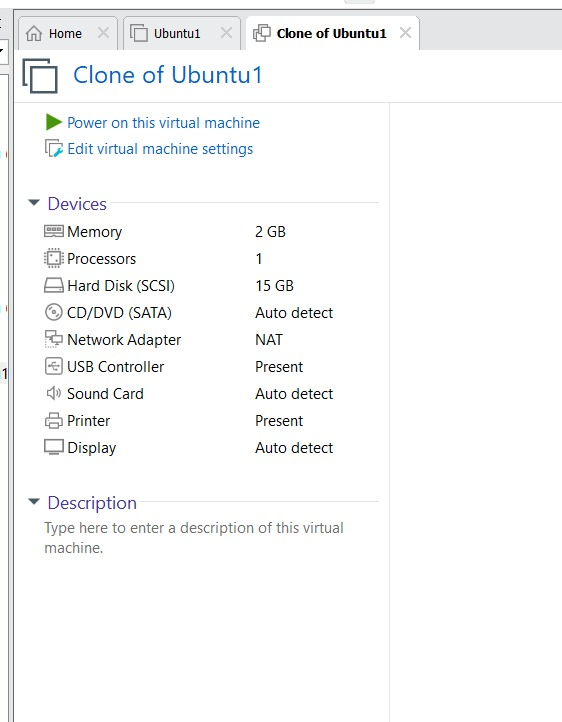 Home
Ubuntu1
Clone of Ubuntu1
Clone of Ubuntu1
Power on this virtual machine
Edit virtual machine settings
Devices
Memory 2 GB
Processors 1
Hard Disk (SCSI) 15 GB
CD/DVD (SATA) Auto detect
Network Adapter NAT
USB Controller Present
Sound Card Auto detect
Printer Present
Display Auto detect
Description
Type here to enter a description of this virtual
machine.